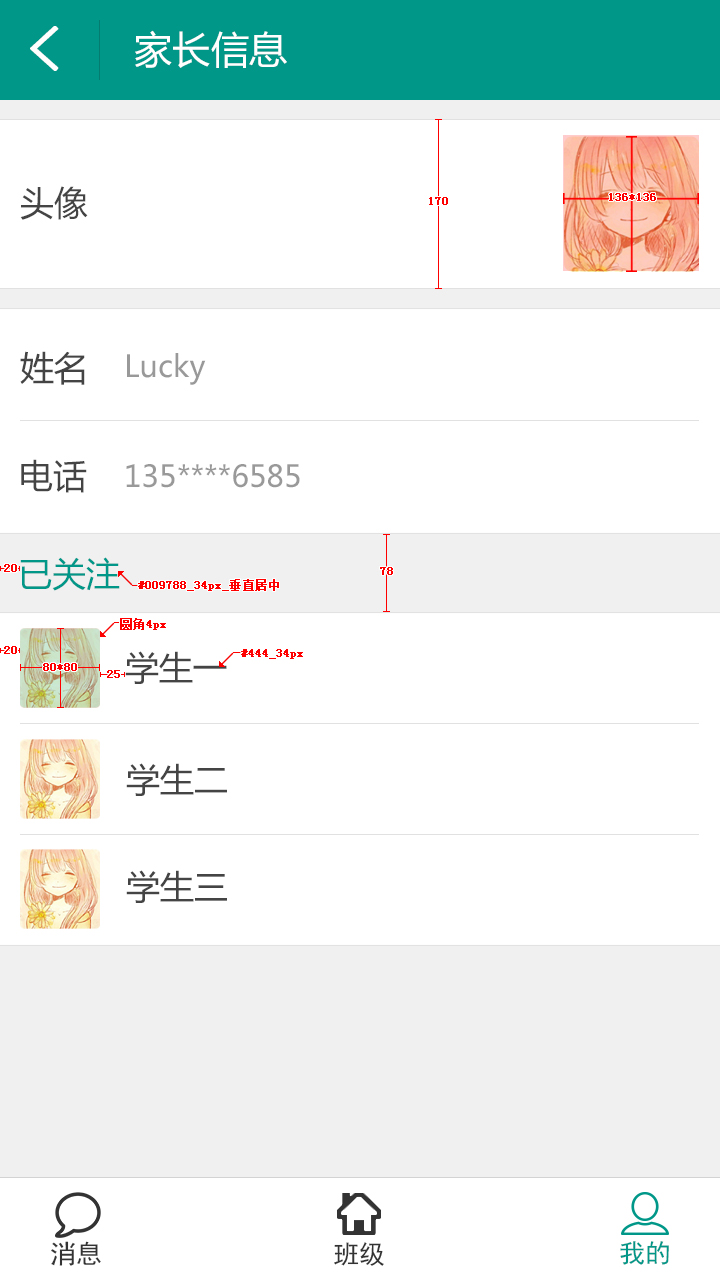 家长信息
头像
170
136*136
姓名 Lucky
电话 135****6585
20 已关注 #009788_34px_垂直居中 78
圆角4px
20 80*80 25 学生一 #444_34px
学生二
学生三
消息 班级 我的